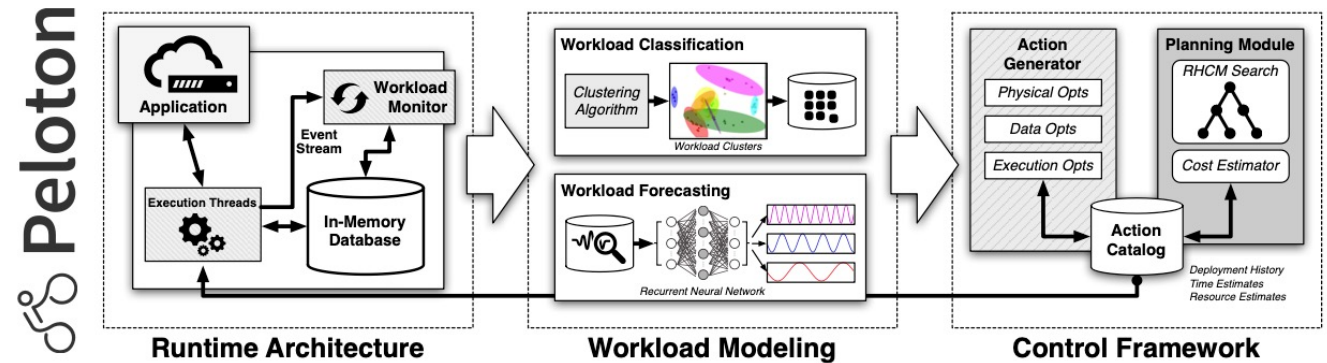 Peloton
Application
Workload
Monitor
Event
Stream
Execution Threads
In-Memory
Database
Runtime Architecture
Workload Classification
Clustering
Algorithm
Workload Clusters
Workload Forecasting
Recurrent Neural Network
Workload Modeling
Action
Generator
Physical Opts
Data Opts
Execution Opts
Planning Module
RHCM Search
Cost Estimator
Action
Catalog
Deployment History
Time Estimates
Resource Estimates
Control Framework